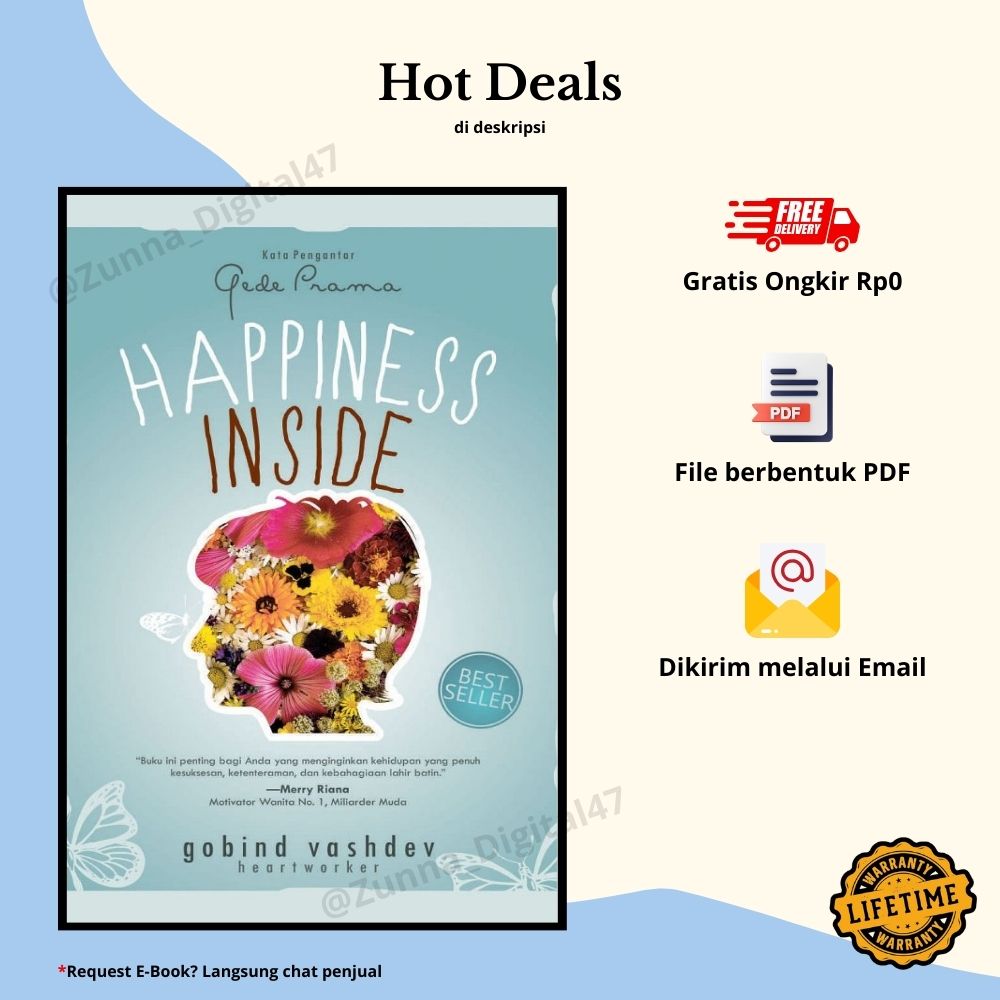 Hot Deals
di deskripsi
@Zunna_Digital47
Kata Pengantar
Gede Prama
HAPPINESS
INSIDE
BEST
SELLER
“Buku ini penting bagi Anda yang menginginkan kehidupan yang penuh
kesuksesan, ketenteraman, dan kebahagiaan lahir batin.”
—Merry Riana
Motivator Wanita No. 1, Miliarder Muda
gobind vashdev
heartworker
@Zunna_Digital47
FREE
DELIVERY
Gratis Ongkir Rp0
PDF
File berbentuk PDF
@
Dikirim melalui Email
WARRANTY
LIFETIME
WARRANTY
*Request E-Book? Langsung chat penjual